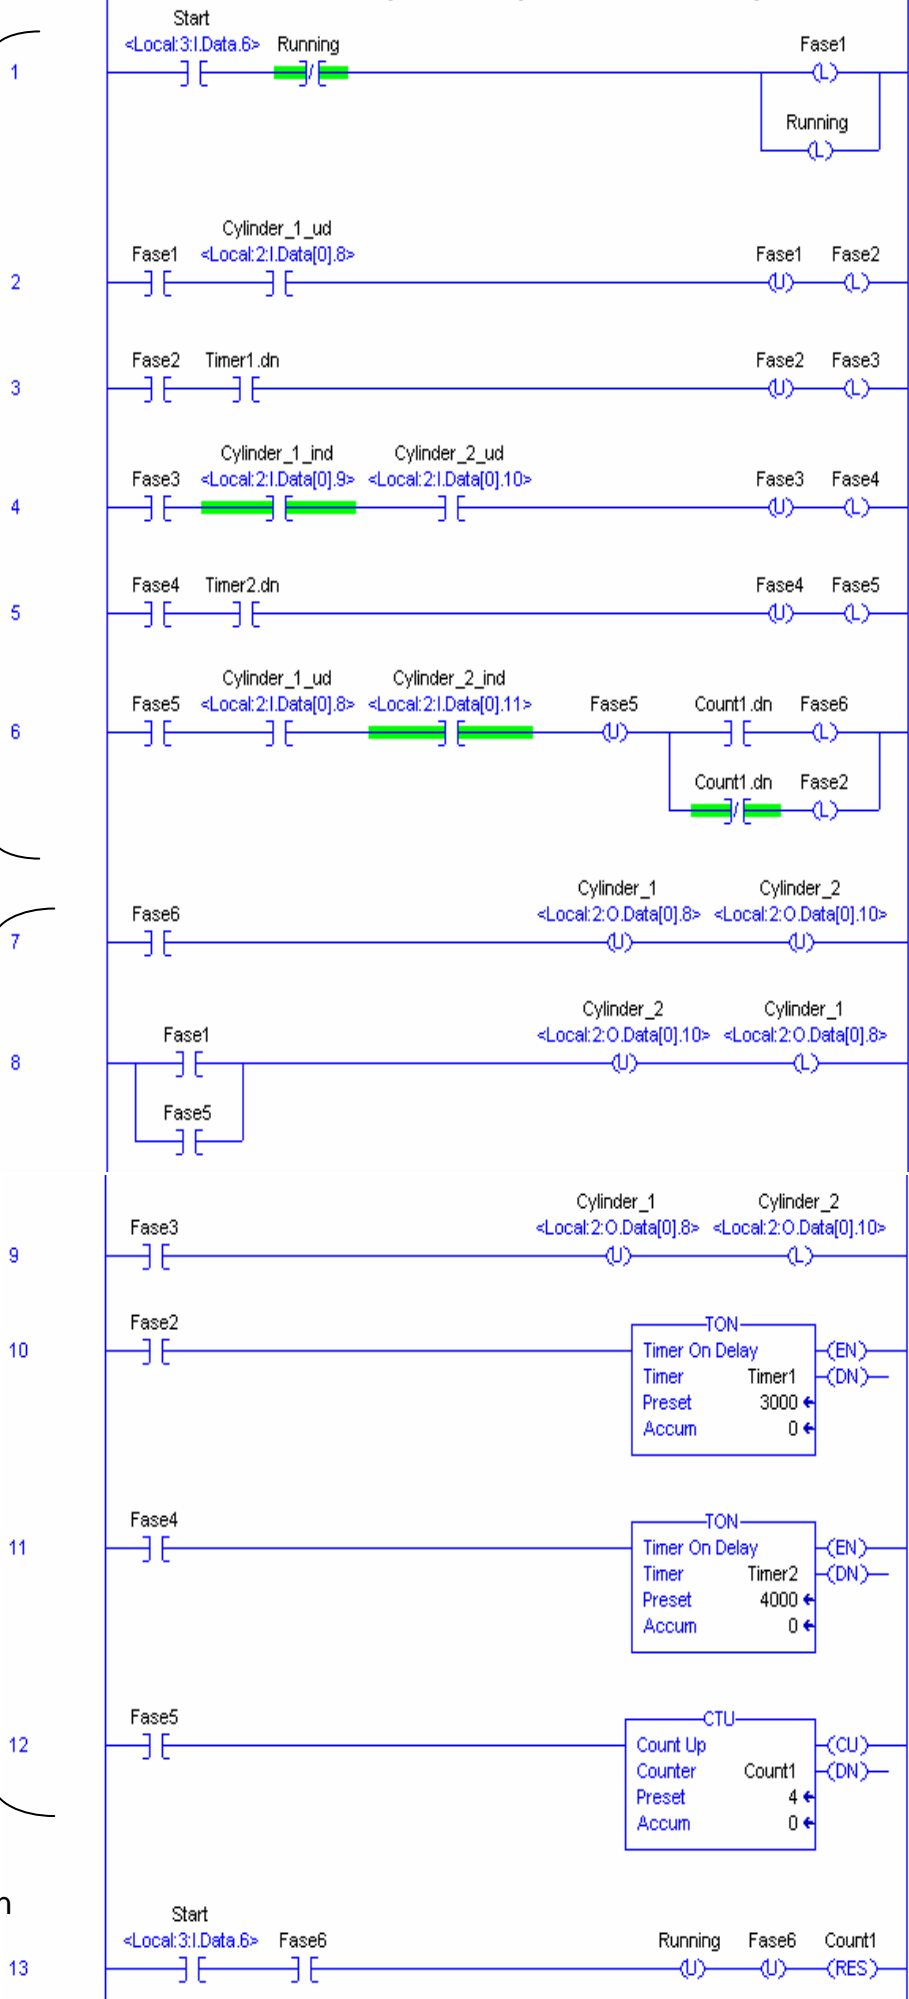 Start
<Local:3:I.Data.6> Running Fase1
1
Running
Cylinder_1_ud
Fase1 <Local:2:I.Data[0].8> Fase1 Fase2
2
Fase2 Timer1.dn Fase2 Fase3
3
Cylinder_1_ind Cylinder_2_ud
Fase3 <Local:2:I.Data[0].9> <Local:2:I.Data[0].10> Fase3 Fase4
4
Fase4 Timer2.dn Fase4 Fase5
5
Cylinder_1_ud Cylinder_2_ind
Fase5 <Local:2:I.Data[0].8> <Local:2:I.Data[0].11> Fase5 Count1.dn Fase6
6
Count1.dn Fase2
Cylinder_1 Cylinder_2
Fase6 <Local:2:O.Data[0].8> <Local:2:O.Data[0].10>
7
Cylinder_2 Cylinder_1
Fase1 <Local:2:O.Data[0].10> <Local:2:O.Data[0].8>
8
Fase5
Cylinder_1 Cylinder_2
Fase3 <Local:2:O.Data[0].8> <Local:2:O.Data[0].10>
9
Fase2 TON
10 Timer On Delay EN
Timer Timer1 DN
Preset 3000
Accum 0
Fase4 TON
11 Timer On Delay EN
Timer Timer2 DN
Preset 4000
Accum 0
Fase5 CTU
12 Count Up CU
Counter Count1 DN
Preset 4
Accum 0
n
Start
<Local:3:I.Data.6> Fase6 Running Fase6 Count1
13 U U RES